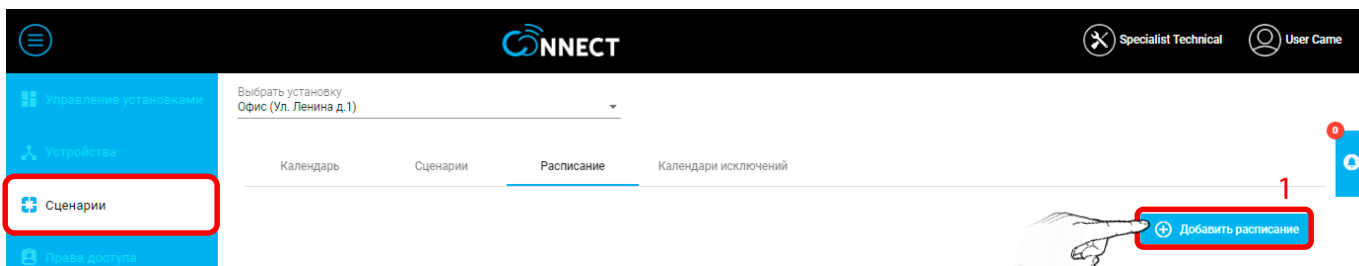 CONNECT
Specialist Technical
User Came
Управление установками
Выбрать установку
Офис (Ул. Ленина д.1)
0
Устройства
Календарь
Сценарии
Расписание
Календари исключений
1
Сценарии
Добавить расписание
Права доступа